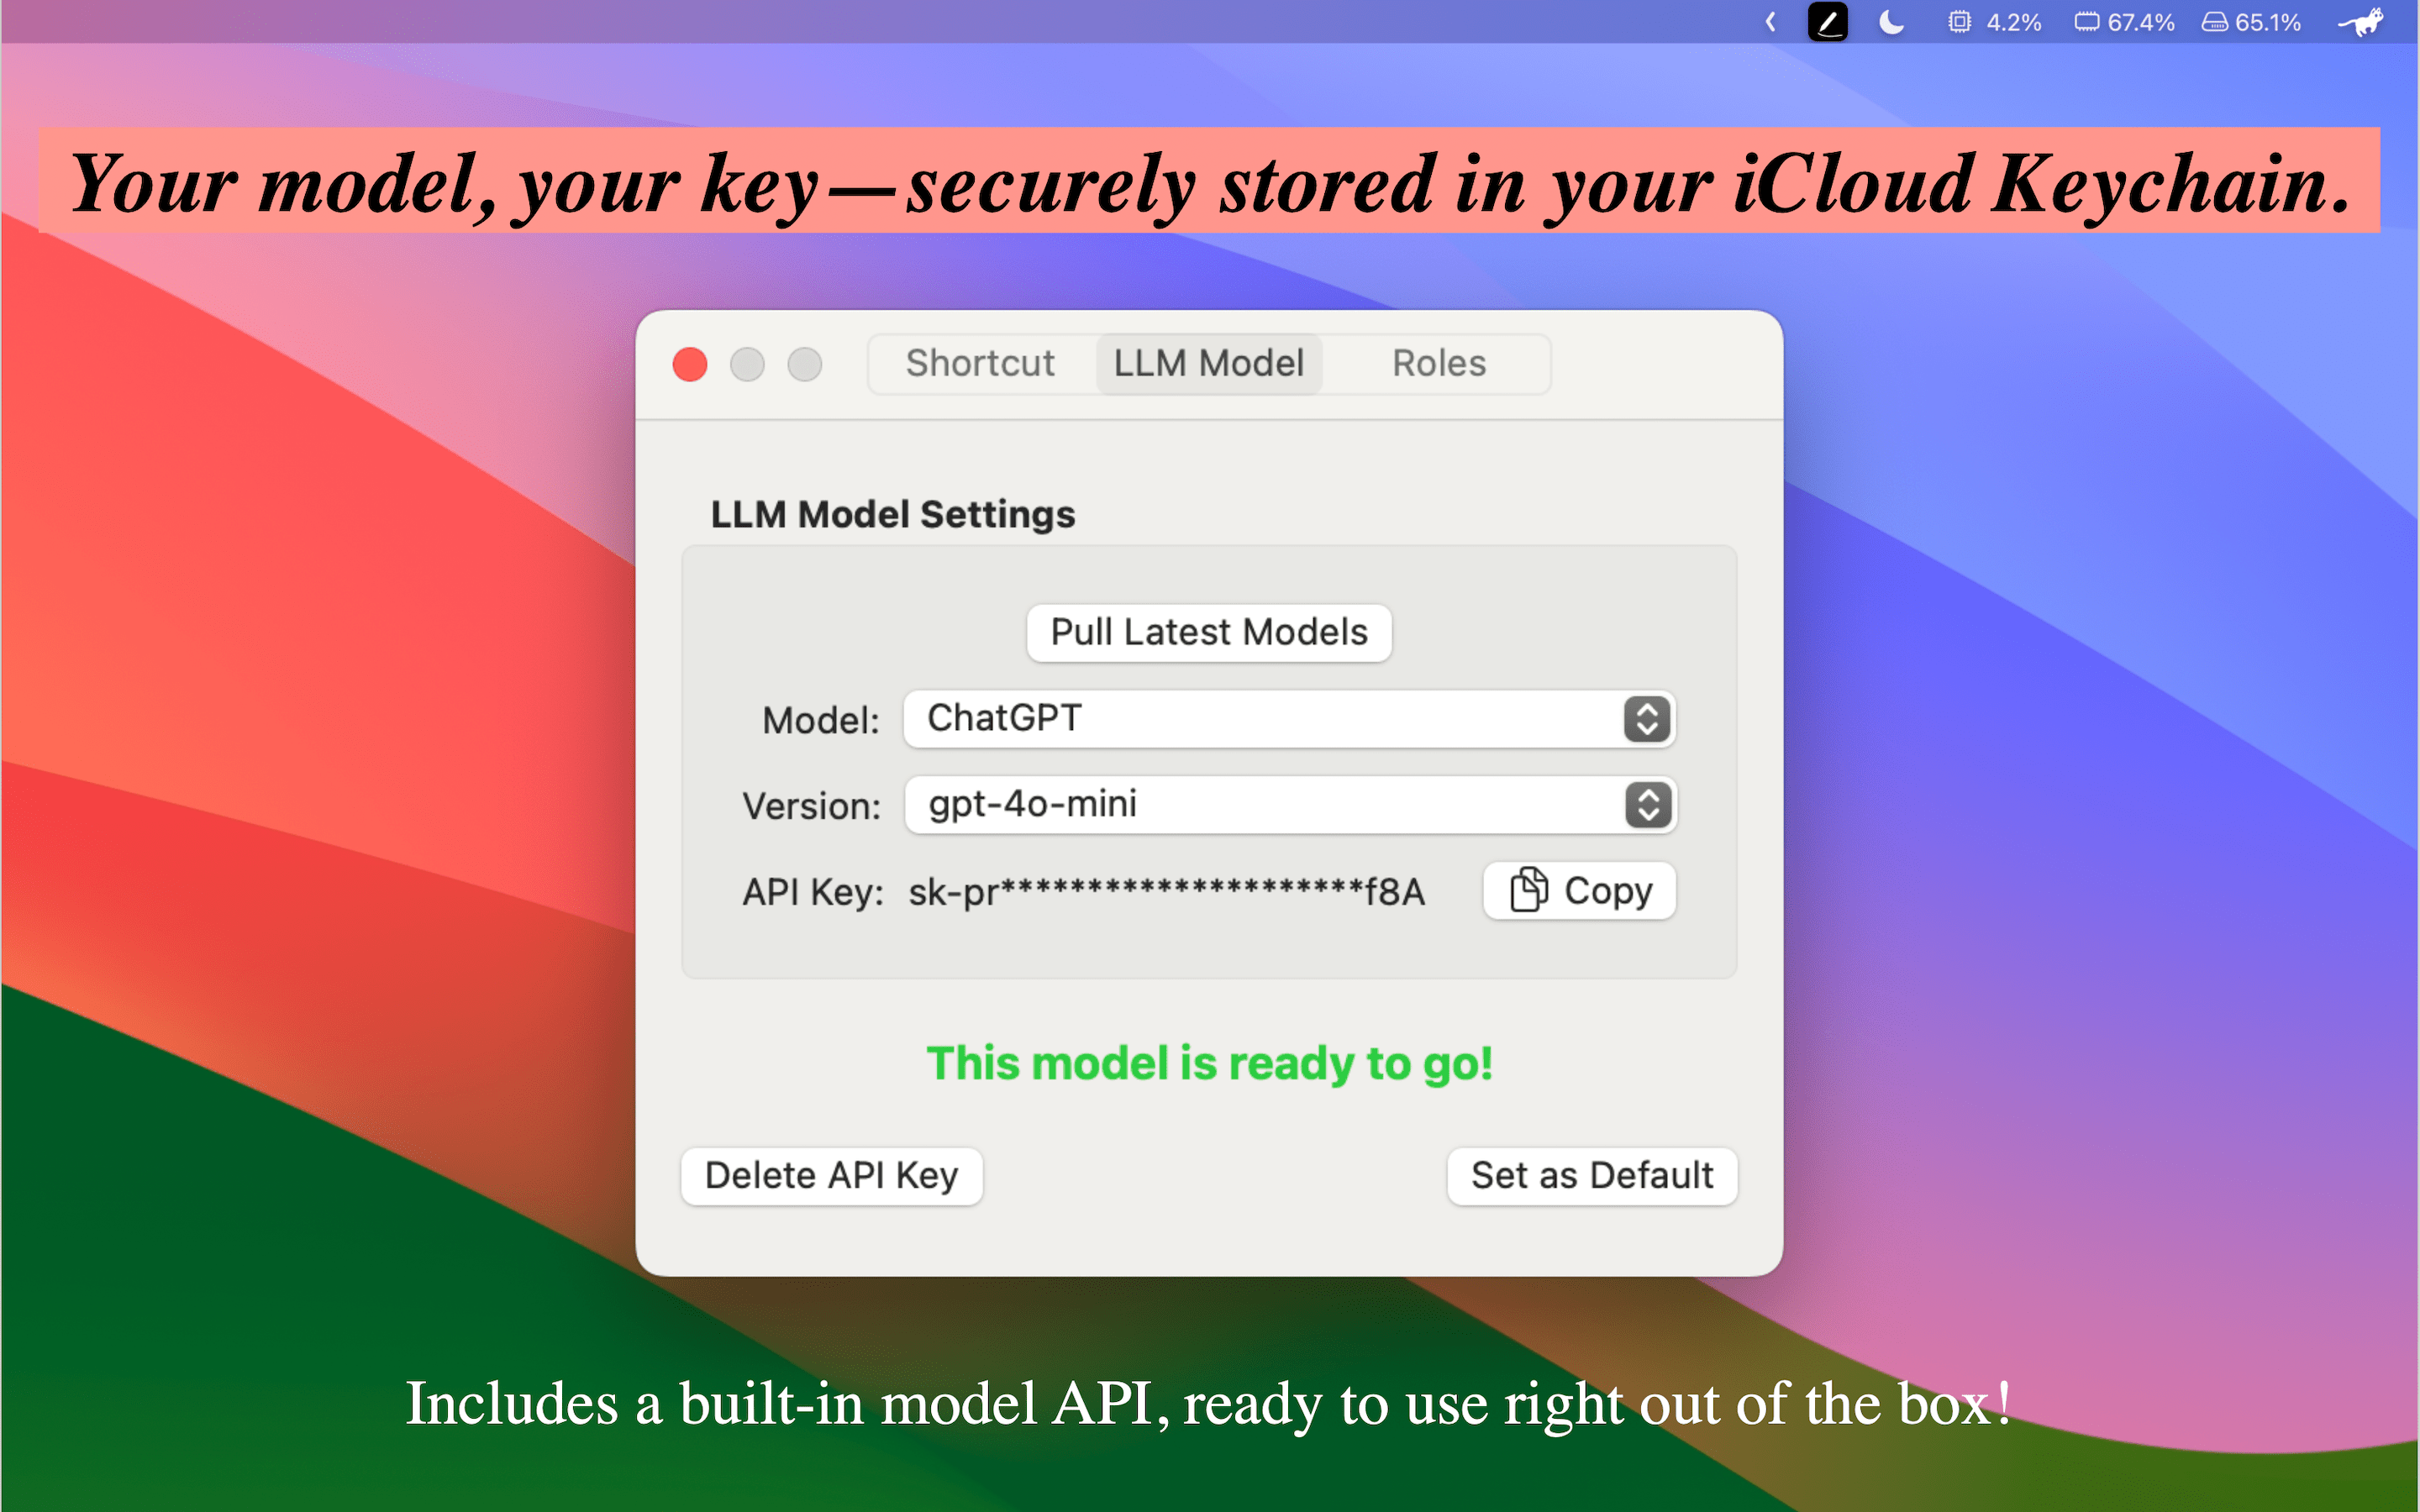 4.2% 67.4% 65.1%
Your model, your key—securely stored in your iCloud Keychain.
Shortcut LLM Model Roles
LLM Model Settings
Pull Latest Models
Model: ChatGPT
Version: gpt-4o-mini
API Key: sk-pr*********************f8A Copy
This model is ready to go!
Delete API Key Set as Default
Includes a built-in model API, ready to use right out of the box!